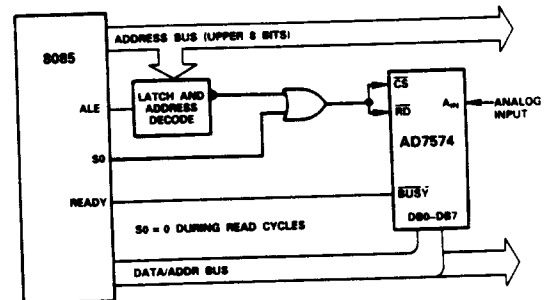 ADDRESS BUS (UPPER 8 BITS)
8085
LATCH AND
ADDRESS
DECODE
ALE
CS
RD
AIN
ANALOG
INPUT
AD7574
S0
READY
BUSY
S0 = 0 DURING READ CYCLES
DB0-DB7
DATA/ADDR BUS